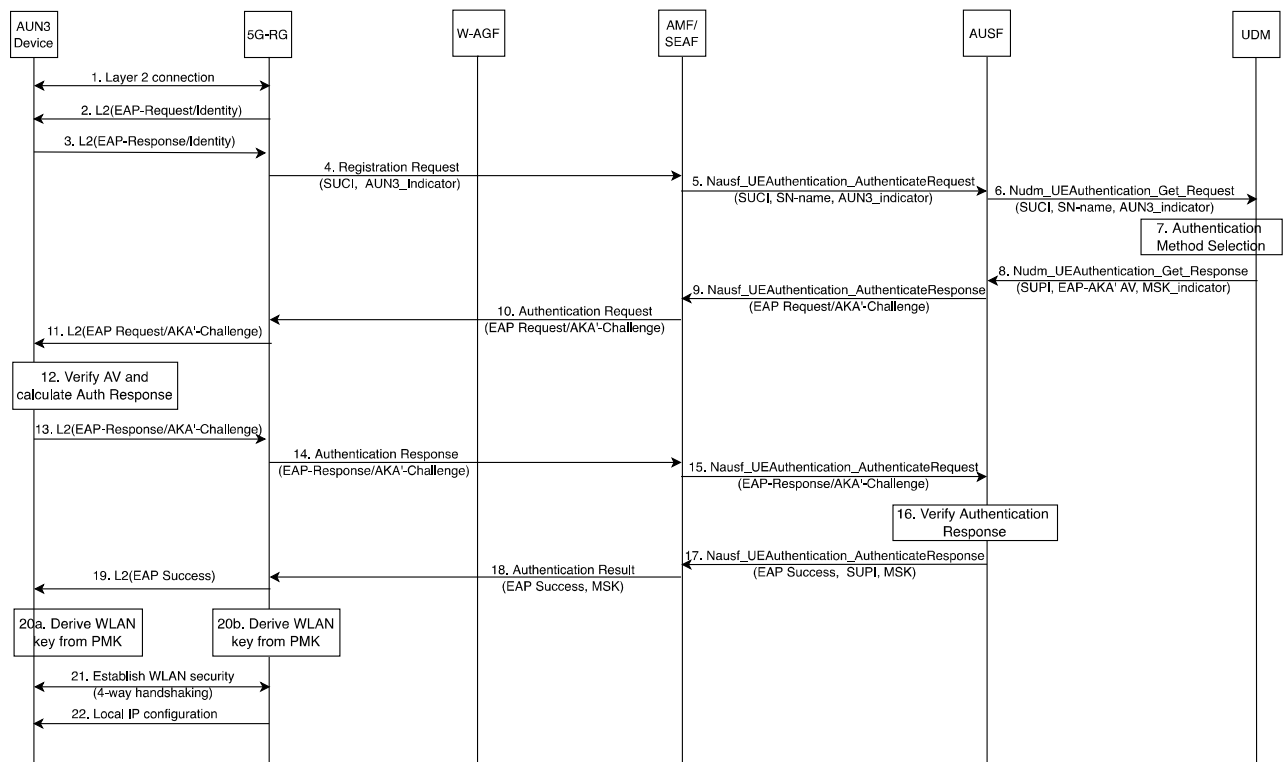 AUN3
Device
5G-RG
W-AGF
AMF/
SEAF
AUSF
UDM
1. Layer 2 connection
2. L2(EAP-Request/Identity)
3. L2(EAP-Response/Identity)
4. Registration Request
(SUCI, AUN3_Indicator)
5. Nausf_UEAuthentication_AuthenticateRequest
(SUCI, SN-name, AUN3_indicator)
6. Nudm_UEAuthentication_Get_Request
(SUCI, SN-name, AUN3_indicator)
7. Authentication
Method Selection
8. Nudm_UEAuthentication_Get_Response
(SUPI, EAP-AKA' AV, MSK_indicator)
9. Nausf_UEAuthentication_AuthenticateResponse
(EAP Request/AKA'-Challenge)
10. Authentication Request
(EAP Request/AKA'-Challenge)
11. L2(EAP Request/AKA'-Challenge)
12. Verify AV and
calculate Auth Response
13. L2(EAP-Response/AKA'-Challenge)
14. Authentication Response
(EAP-Response/AKA'-Challenge)
15. Nausf_UEAuthentication_AuthenticateRequest
(EAP-Response/AKA'-Challenge)
16. Verify Authentication
Response
17. Nausf_UEAuthentication_AuthenticateResponse
(EAP Success, SUPI, MSK)
18. Authentication Result
(EAP Success, MSK)
19. L2(EAP Success)
20a. Derive WLAN
key from PMK
20b. Derive WLAN
key from PMK
21. Establish WLAN security
(4-way handshaking)
22. Local IP configuration